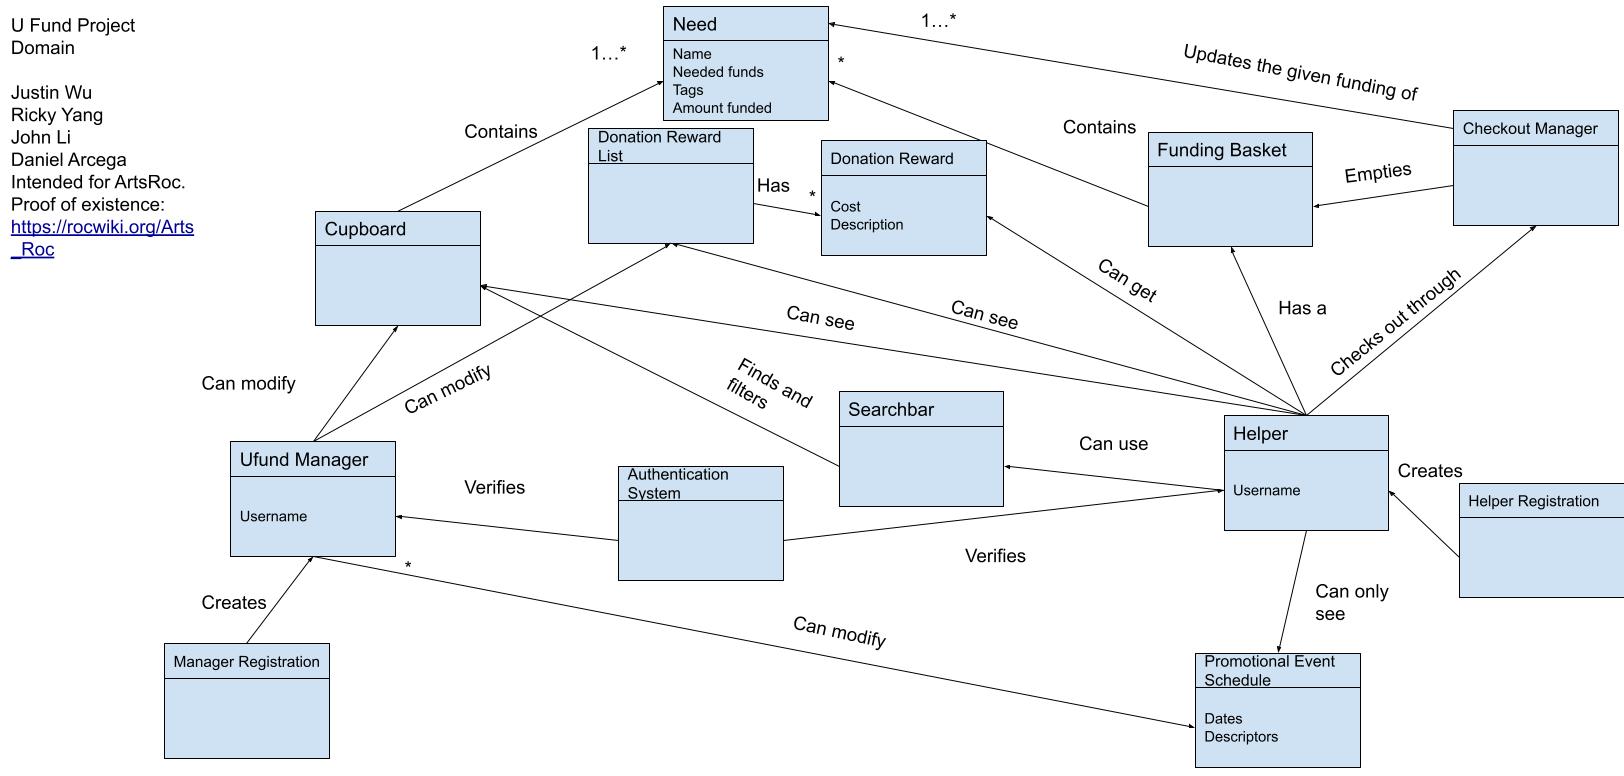 U Fund Project
Domain
Justin Wu
Ricky Yang
John Li
Daniel Arcega
Intended for ArtsRoc.
Proof of existence:
https://rocwiki.org/Arts
_Roc
Need
Name
Needed funds
Tags
Amount funded
1…*
1…*
*
Updates the given funding of
Contains
Contains
Donation Reward
List
Has
*
Donation Reward
Cost
Description
Funding Basket
Empties
Checkout Manager
Cupboard
Can see
Can see
Can get
Has a
Checks out through
Can modify
Can modify
Finds and
filters
Searchbar
Can use
Helper
Username
Creates
Helper Registration
Ufund Manager
Username
Verifies
Authentication
System
Verifies
*
Creates
Can modify
Can only
see
Manager Registration
Promotional Event
Schedule
Dates
Descriptors